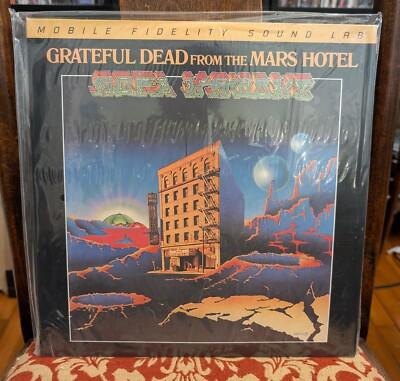 MOBILE FIDELITY SOUND LAB
GRATEFUL DEAD FROM THE MARS HOTEL